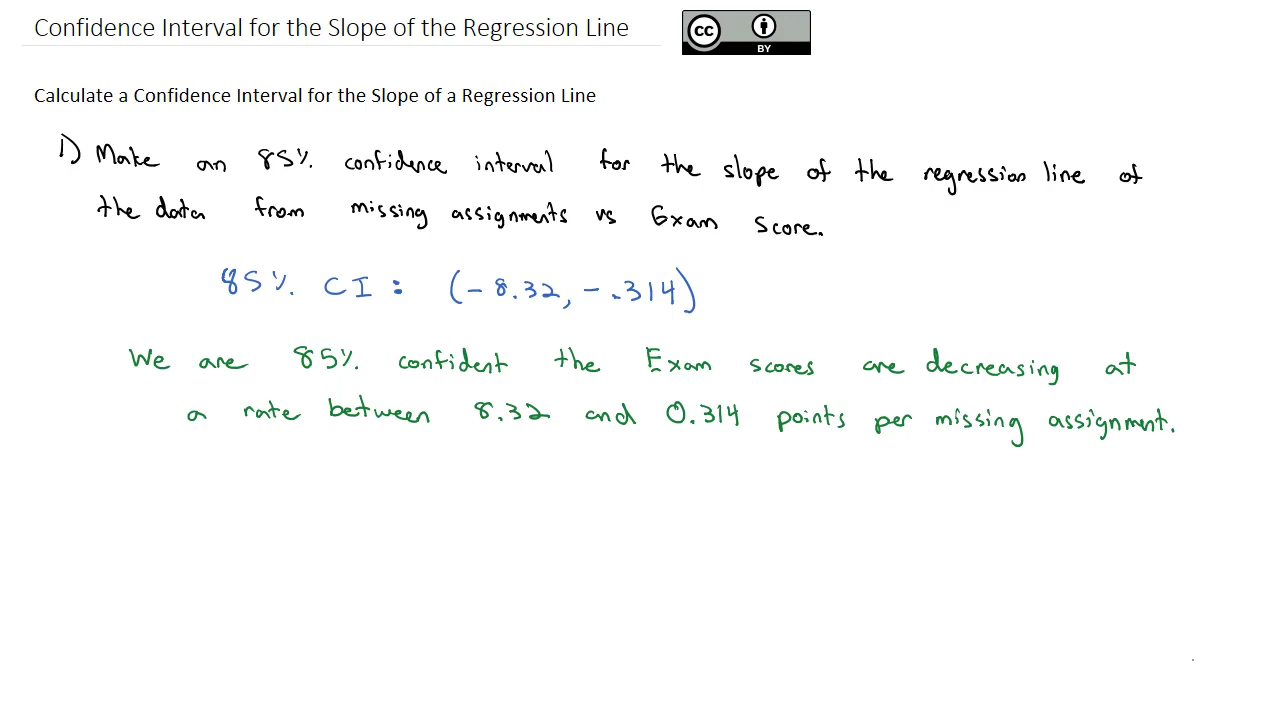 Confidence Interval for the Slope of the Regression Line
cc
BY
Calculate a Confidence Interval for the Slope of a Regression Line
1) Make an 85% confidence interval for the slope of the regression line of
the data from missing assignments vs Exam Score.
85% CI : (-8.32, -.314)
We are 85% confident the Exam scores are decreasing at
a rate between 8.32 and 0.314 points per missing assignment.